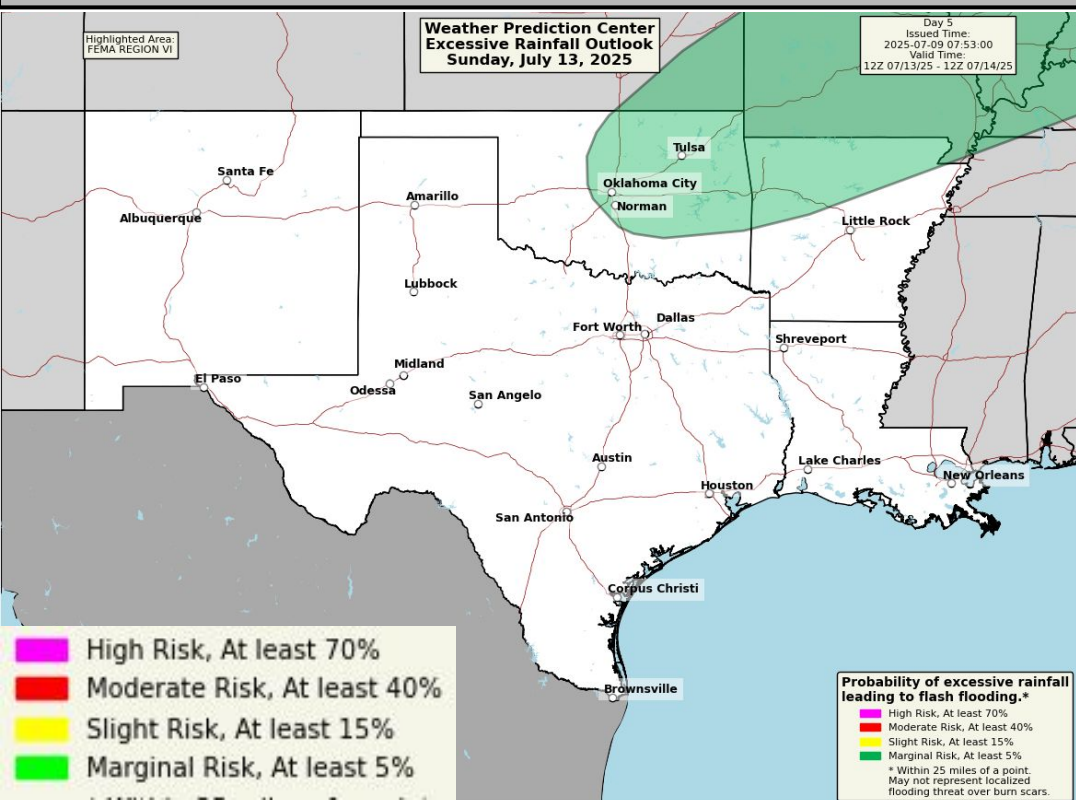 Highlighted Area:
FEMA REGION VI
Weather Prediction Center
Excessive Rainfall Outlook
Sunday, July 13, 2025
Day 5
Issued Time:
2025-07-09 07:53:00
Valid Time:
12Z 07/13/25 - 12Z 07/14/25
Tulsa
Santa Fe
Oklahoma City
Amarillo
Norman
Albuquerque
Little Rock
Lubbock
Dallas
Fort Worth
Shreveport
Midland
El Paso
Odessa
San Angelo
Austin
Lake Charles
New Orleans
Houston
San Antonio
Corpus Christi
Brownsville
High Risk, At least 70%
Moderate Risk, At least 40%
Slight Risk, At least 15%
Marginal Risk, At least 5%
Probability of excessive rainfall
leading to flash flooding.*
High Risk, At least 70%
Moderate Risk, At least 40%
Slight Risk, At least 15%
Marginal Risk, At least 5%
* Within 25 miles of a point.
May not represent localized
flooding threat over burn scars.